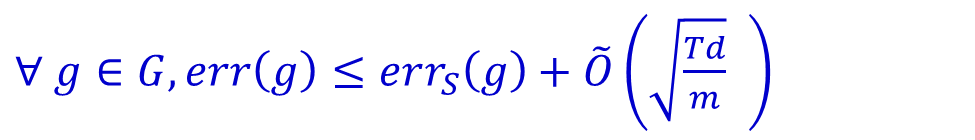 ∀ g ∈ G, err(g) ≤ err_S(g) + Õ(√(Td/m))